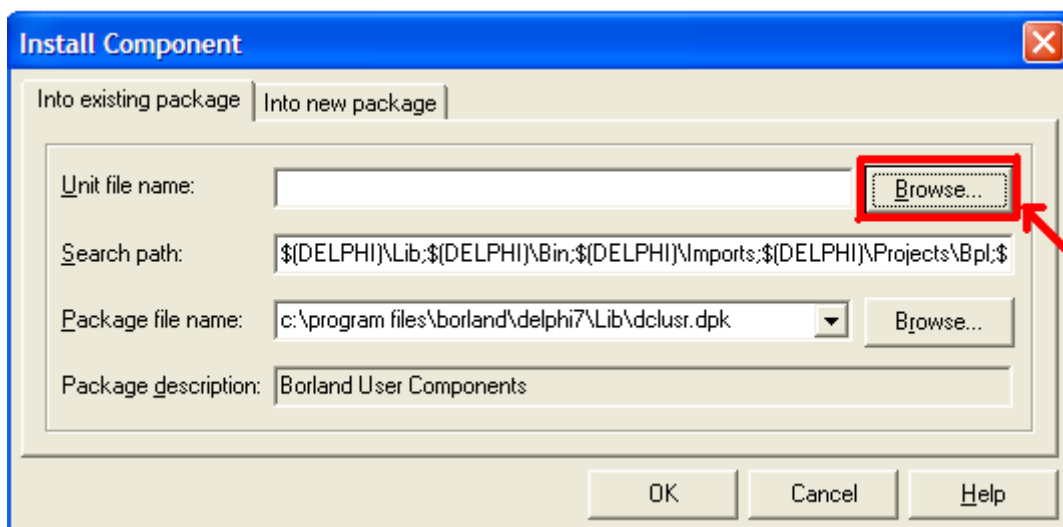 Install Component
Into existing package Into new package
Unit file name: Browse...
Search path: $(DELPHI)\Lib;$(DELPHI)\Bin;$(DELPHI)\Imports;$(DELPHI)\Projects\Bpl;$
Package file name: c:\program files\borland\delphi7\Lib\dclusr.dpk Browse...
Package description: Borland User Components
OK Cancel Help